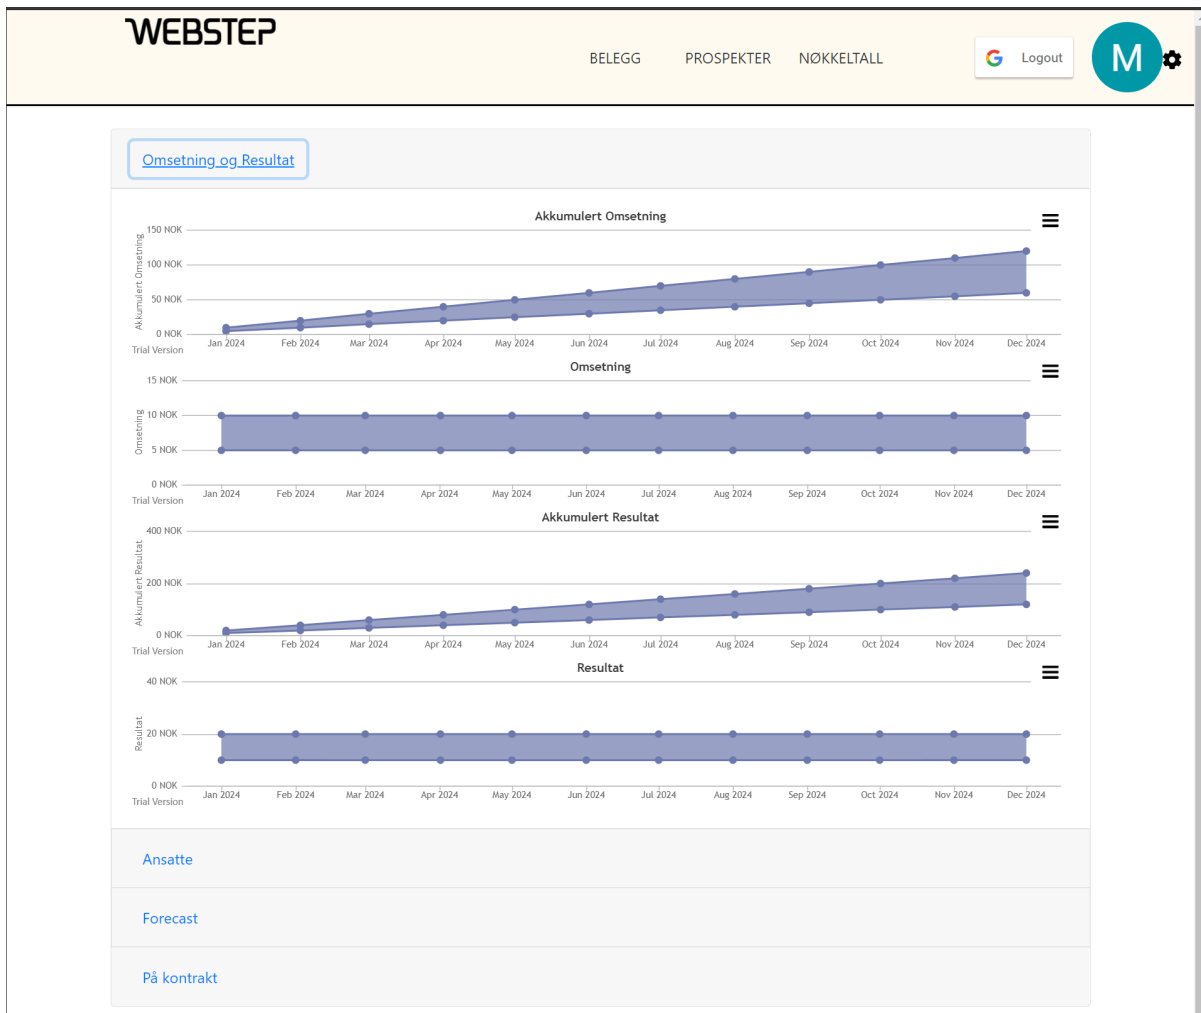 WEBSTEP
BELEGG PROSPEKTER NØKKELTALL Logout M
Omsetning og Resultat
Akkumulert Omsetning
Akkumulert Omsetning
150 NOK
100 NOK
50 NOK
0 NOK
Jan 2024 Feb 2024 Mar 2024 Apr 2024 May 2024 Jun 2024 Jul 2024 Aug 2024 Sep 2024 Oct 2024 Nov 2024 Dec 2024
Trial Version
Omsetning
Omsetning
15 NOK
10 NOK
5 NOK
0 NOK
Jan 2024 Feb 2024 Mar 2024 Apr 2024 May 2024 Jun 2024 Jul 2024 Aug 2024 Sep 2024 Oct 2024 Nov 2024 Dec 2024
Trial Version
Akkumulert Resultat
Akkumulert Resultat
400 NOK
200 NOK
0 NOK
Jan 2024 Feb 2024 Mar 2024 Apr 2024 May 2024 Jun 2024 Jul 2024 Aug 2024 Sep 2024 Oct 2024 Nov 2024 Dec 2024
Trial Version
Resultat
Resultat
40 NOK
20 NOK
0 NOK
Jan 2024 Feb 2024 Mar 2024 Apr 2024 May 2024 Jun 2024 Jul 2024 Aug 2024 Sep 2024 Oct 2024 Nov 2024 Dec 2024
Trial Version
Ansatte
Forecast
På kontrakt